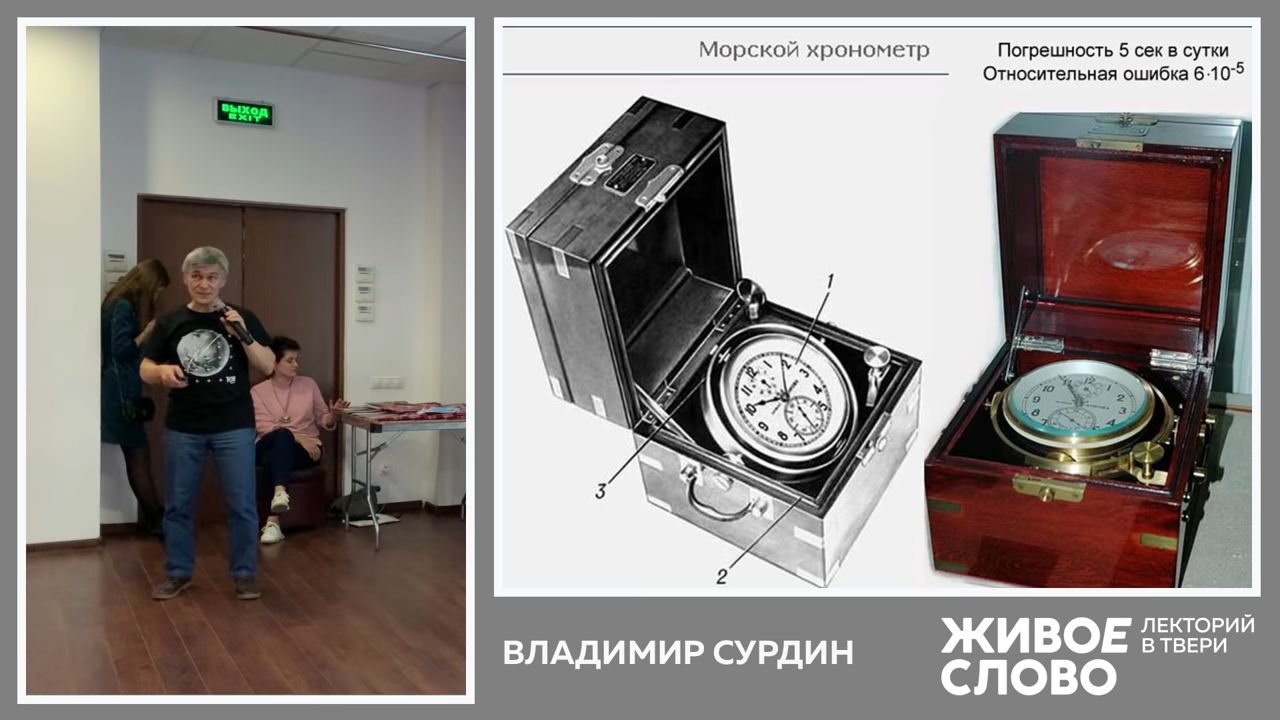 ВЫХОД
EXIT
Морской хронометр
Погрешность 5 сек в сутки
Относительная ошибка 6·10⁻⁵
1
3
2
ВЛАДИМИР СУРДИН
ЖИВОЕ
СЛОВО
ЛЕКТОРИЙ
В ТВЕРИ